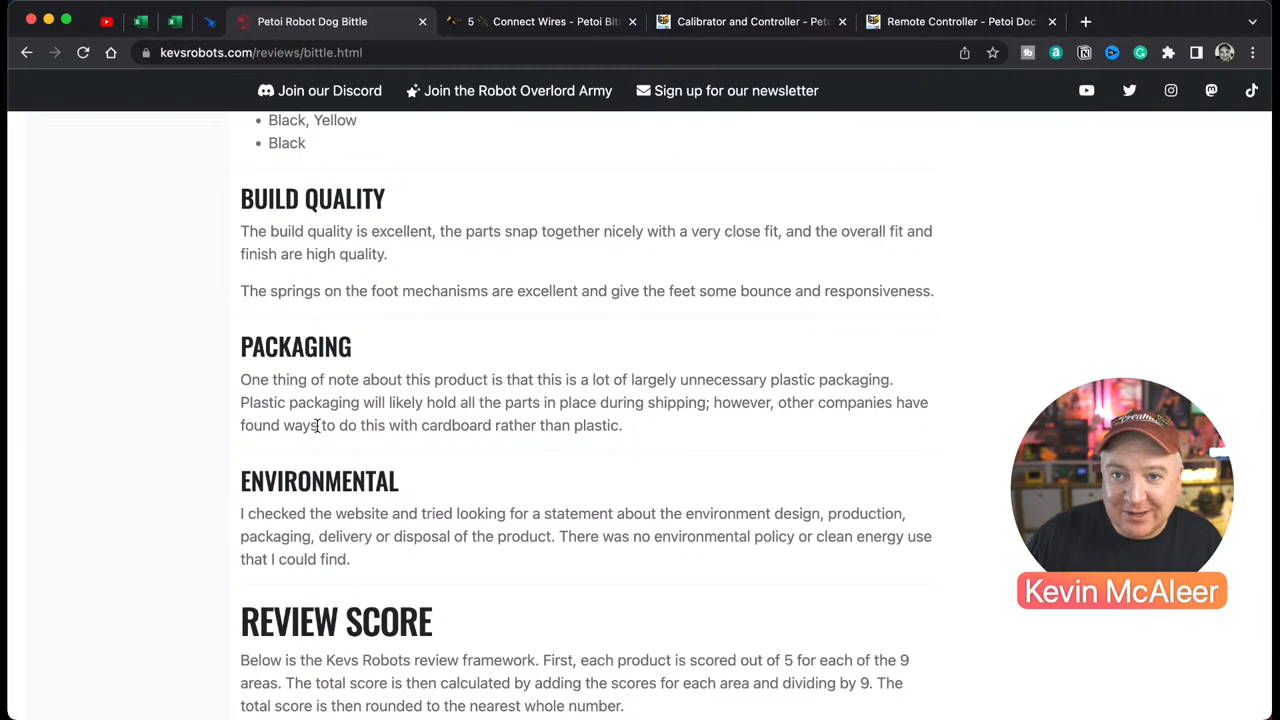 Petoi Robot Dog Bittle
5 Connect Wires - Petoi Bitt
Calibrator and Controller - Peto
Remote Controller - Petoi Doc
kevsrobots.com/reviews/bittle.html
Join our Discord
Join the Robot Overlord Army
Sign up for our newsletter
Black, Yellow
Black
BUILD QUALITY
The build quality is excellent, the parts snap together nicely with a very close fit, and the overall fit and
finish are high quality.
The springs on the foot mechanisms are excellent and give the feet some bounce and responsiveness.
PACKAGING
One thing of note about this product is that this is a lot of largely unnecessary plastic packaging.
Plastic packaging will likely hold all the parts in place during shipping; however, other companies have
found ways to do this with cardboard rather than plastic.
ENVIRONMENTAL
I checked the website and tried looking for a statement about the environment design, production,
packaging, delivery or disposal of the product. There was no environmental policy or clean energy use
that I could find.
Kevin McAleer
REVIEW SCORE
Below is the Kevs Robots review framework. First, each product is scored out of 5 for each of the 9
areas. The total score is then calculated by adding the scores for each area and dividing by 9. The
total score is then rounded to the nearest whole number.